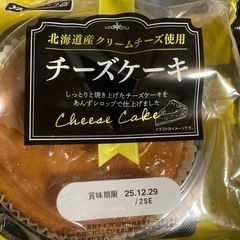 北海道産クリームチーズ使用
チーズケーキ
しっとりと焼き上げたチーズケーキを
あんずシロップで仕上げました
Cheese Cake
イラストはイメージです。
賞味期限 25.12.29
/2SE